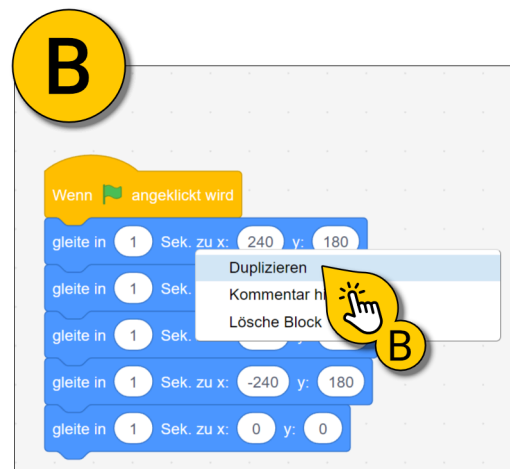 B
Wenn angeklickt wird
gleite in 1 Sek. zu x: 240 y: 180
Duplizieren
gleite in 1 Sek.
Kommentar
Lösche Block
gleite in 1 Sek.
B
gleite in 1 Sek. zu x: -240 y: 180
gleite in 1 Sek. zu x: 0 y: 0